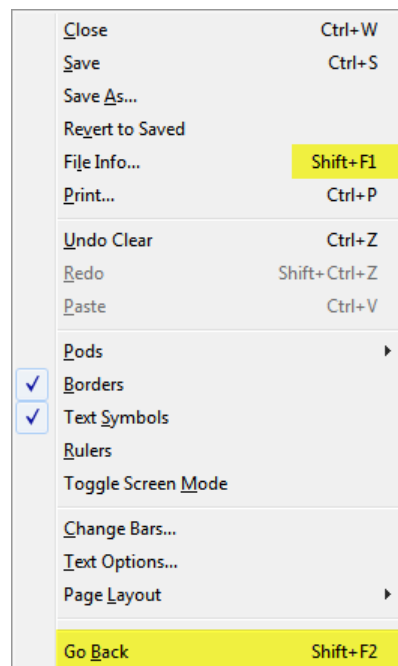 Close Ctrl+W
Save Ctrl+S
Save As...
Revert to Saved
File Info... Shift+F1
Print... Ctrl+P
Undo Clear Ctrl+Z
Redo Shift+Ctrl+Z
Paste Ctrl+V
Pods
Borders
Text Symbols
Rulers
Toggle Screen Mode
Change Bars...
Text Options...
Page Layout
Go Back Shift+F2